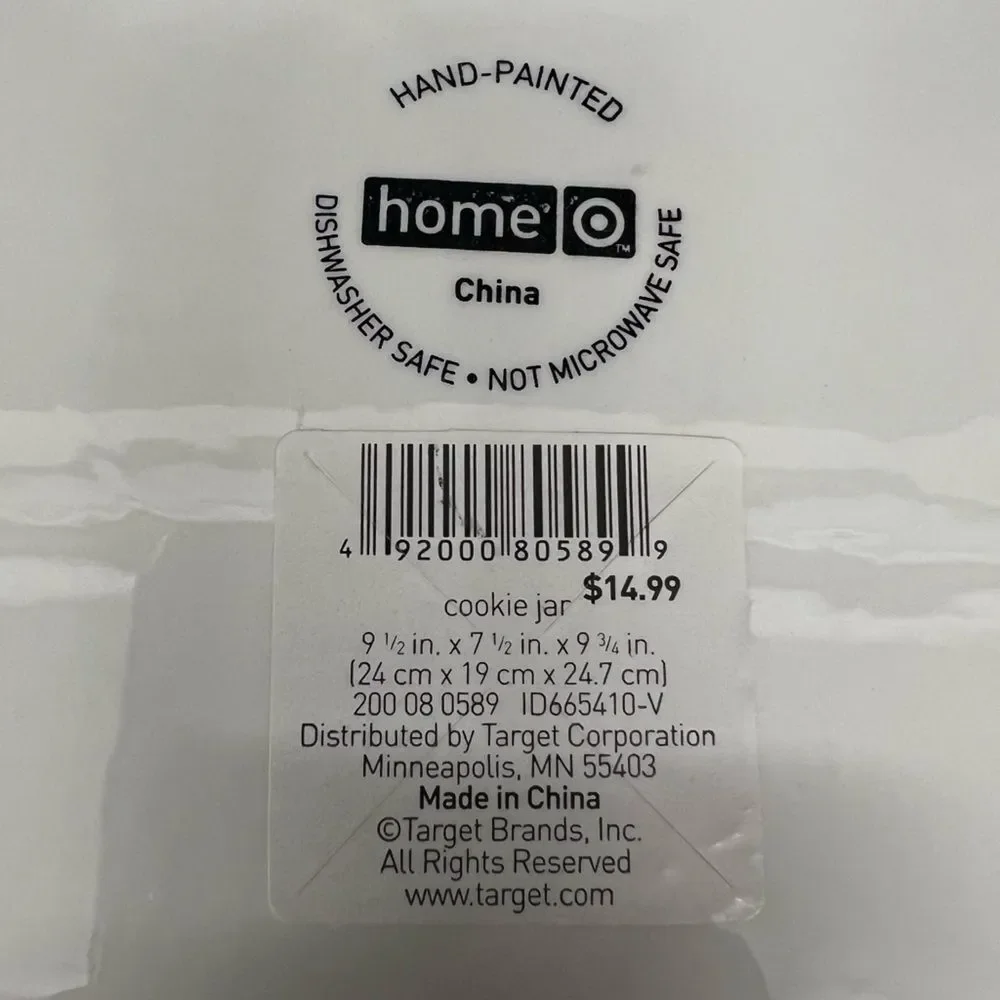 HAND-PAINTED
home
TM
China
DISHWASHER SAFE • NOT MICROWAVE SAFE
4 92000 80589 9
$14.99
cookie jar
9 1/2 in. x 7 1/2 in. x 9 3/4 in.
(24 cm x 19 cm x 24.7 cm)
200 08 0589 ID665410-V
Distributed by Target Corporation
Minneapolis, MN 55403
Made in China
©Target Brands, Inc.
All Rights Reserved
www.target.com